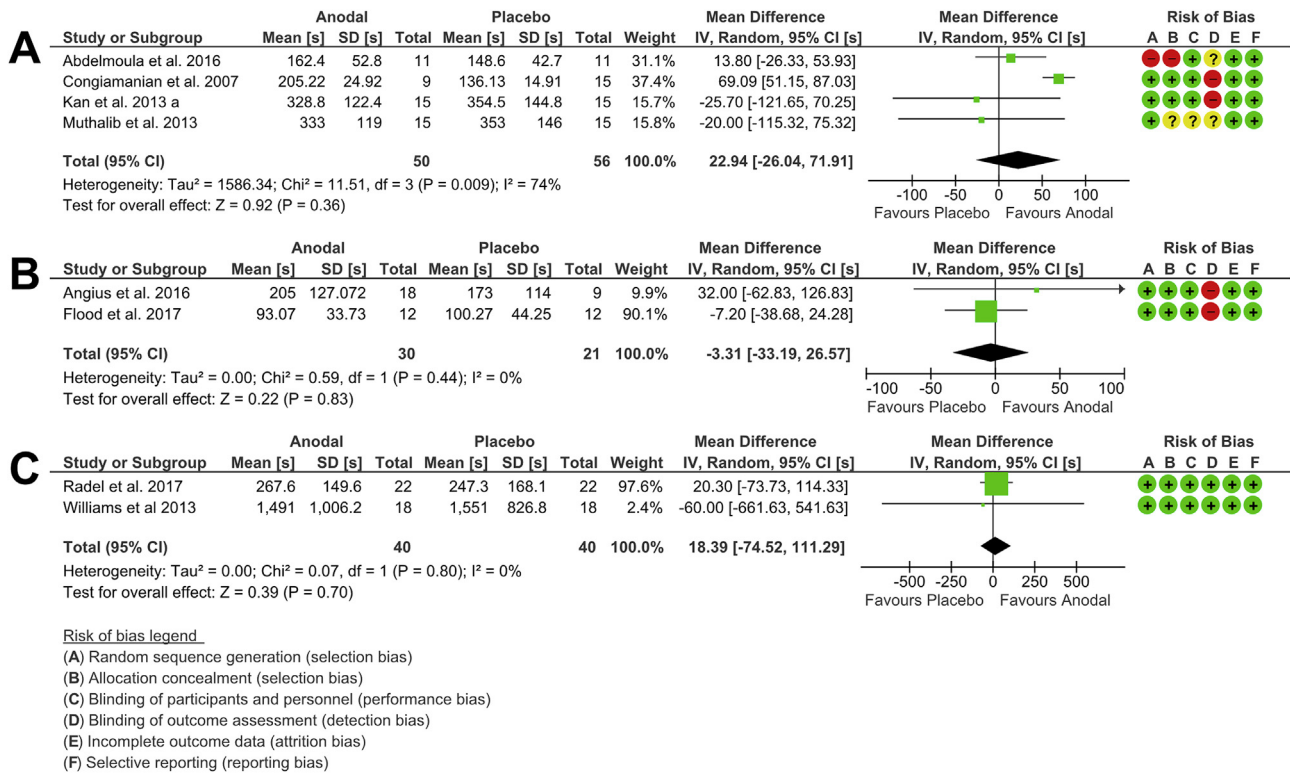 A
Anodal Placebo Mean Difference Mean Difference Risk of Bias
Study or Subgroup Mean [s] SD [s] Total Mean [s] SD [s] Total Weight IV, Random, 95% CI [s] IV, Random, 95% CI [s] A B C D E F
Abdelmoula et al. 2016 162.4 52.8 11 148.6 42.7 11 31.1% 13.80 [-26.33, 53.93] − − + ? + +
Congiamanian et al. 2007 205.22 24.92 9 136.13 14.91 15 37.4% 69.09 [51.15, 87.03] + + + − + +
Kan et al. 2013 a 328.8 122.4 15 354.5 144.8 15 15.7% -25.70 [-121.65, 70.25] + + + − + +
Muthalib et al. 2013 333 119 15 353 146 15 15.8% -20.00 [-115.32, 75.32] + ? ? ? + +
Total (95% CI) 50 56 100.0% 22.94 [-26.04, 71.91]
Heterogeneity: Tau² = 1586.34; Chi² = 11.51, df = 3 (P = 0.009); I² = 74%
Test for overall effect: Z = 0.92 (P = 0.36)
-100 -50 0 50 100
Favours Placebo Favours Anodal
B
Anodal Placebo Mean Difference Mean Difference Risk of Bias
Study or Subgroup Mean [s] SD [s] Total Mean [s] SD [s] Total Weight IV, Random, 95% CI [s] IV, Random, 95% CI [s] A B C D E F
Angius et al. 2016 205 127.072 18 173 114 9 9.9% 32.00 [-62.83, 126.83] + + + − + +
Flood et al. 2017 93.07 33.73 12 100.27 44.25 12 90.1% -7.20 [-38.68, 24.28] + + + − + +
Total (95% CI) 30 21 100.0% -3.31 [-33.19, 26.57]
Heterogeneity: Tau² = 0.00; Chi² = 0.59, df = 1 (P = 0.44); I² = 0%
Test for overall effect: Z = 0.22 (P = 0.83)
-100 -50 0 50 100
Favours Placebo Favours Anodal
C
Anodal Placebo Mean Difference Mean Difference Risk of Bias
Study or Subgroup Mean [s] SD [s] Total Mean [s] SD [s] Total Weight IV, Random, 95% CI [s] IV, Random, 95% CI [s] A B C D E F
Radel et al. 2017 267.6 149.6 22 247.3 168.1 22 97.6% 20.30 [-73.73, 114.33] + + + + + +
Williams et al 2013 1,491 1,006.2 18 1,551 826.8 18 2.4% -60.00 [-661.63, 541.63] + + + + + +
Total (95% CI) 40 40 100.0% 18.39 [-74.52, 111.29]
Heterogeneity: Tau² = 0.00; Chi² = 0.07, df = 1 (P = 0.80); I² = 0%
Test for overall effect: Z = 0.39 (P = 0.70)
-500 -250 0 250 500
Favours Placebo Favours Anodal
Risk of bias legend
(A) Random sequence generation (selection bias)
(B) Allocation concealment (selection bias)
(C) Blinding of participants and personnel (performance bias)
(D) Blinding of outcome assessment (detection bias)
(E) Incomplete outcome data (attrition bias)
(F) Selective reporting (reporting bias)